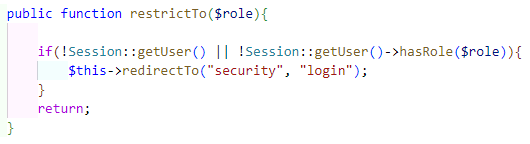 public function restrictTo($role){
if(!Session::getUser() || !Session::getUser()->hasRole($role)){
$this->redirectTo("security", "login");
}
return;
}